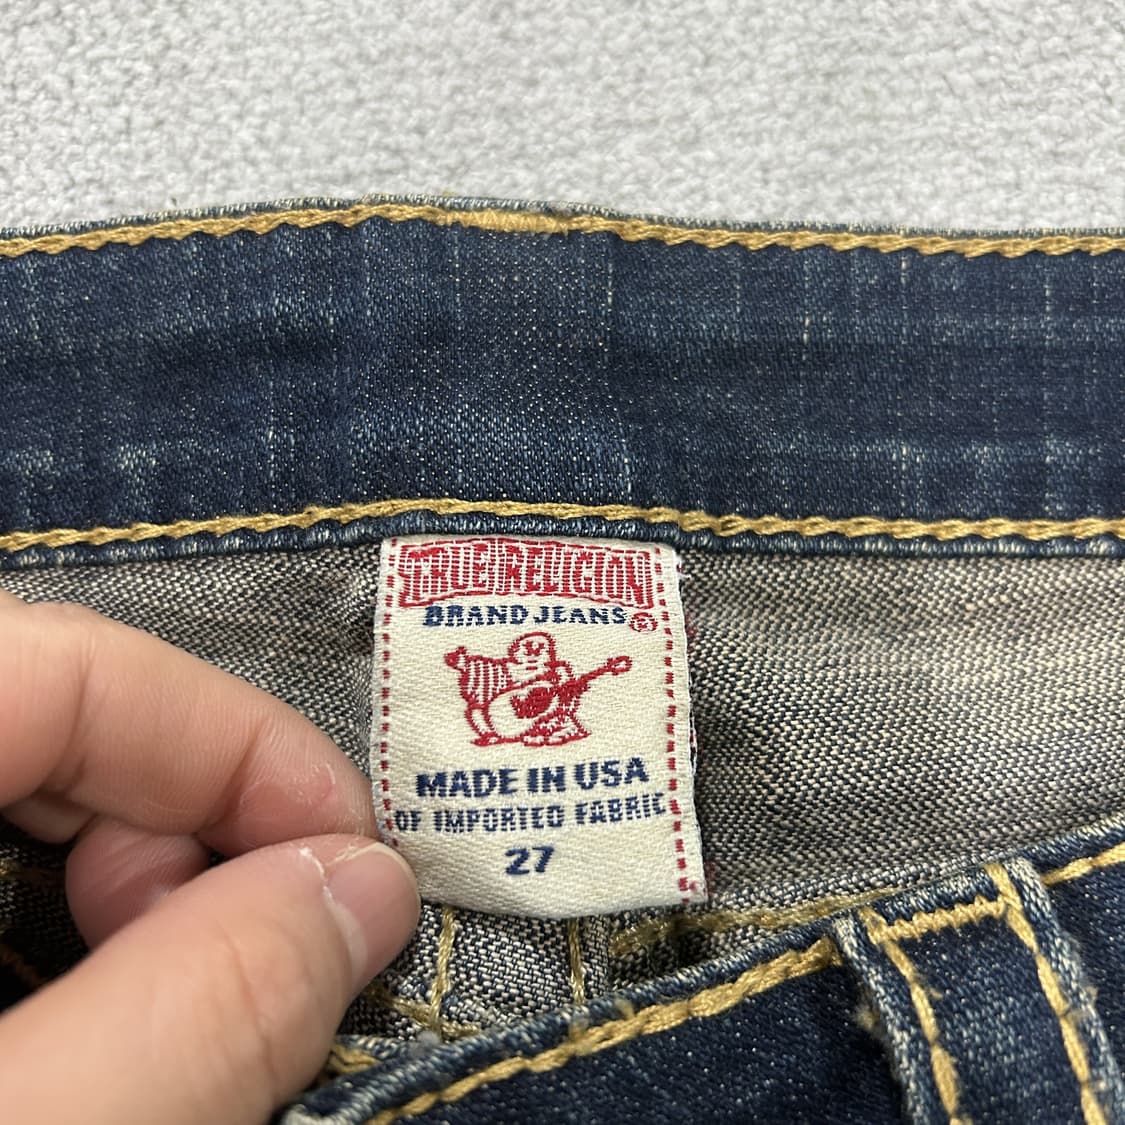 TRUE RELIGION
BRAND JEANS®
MADE IN USA
OF IMPORTED FABRIC
27